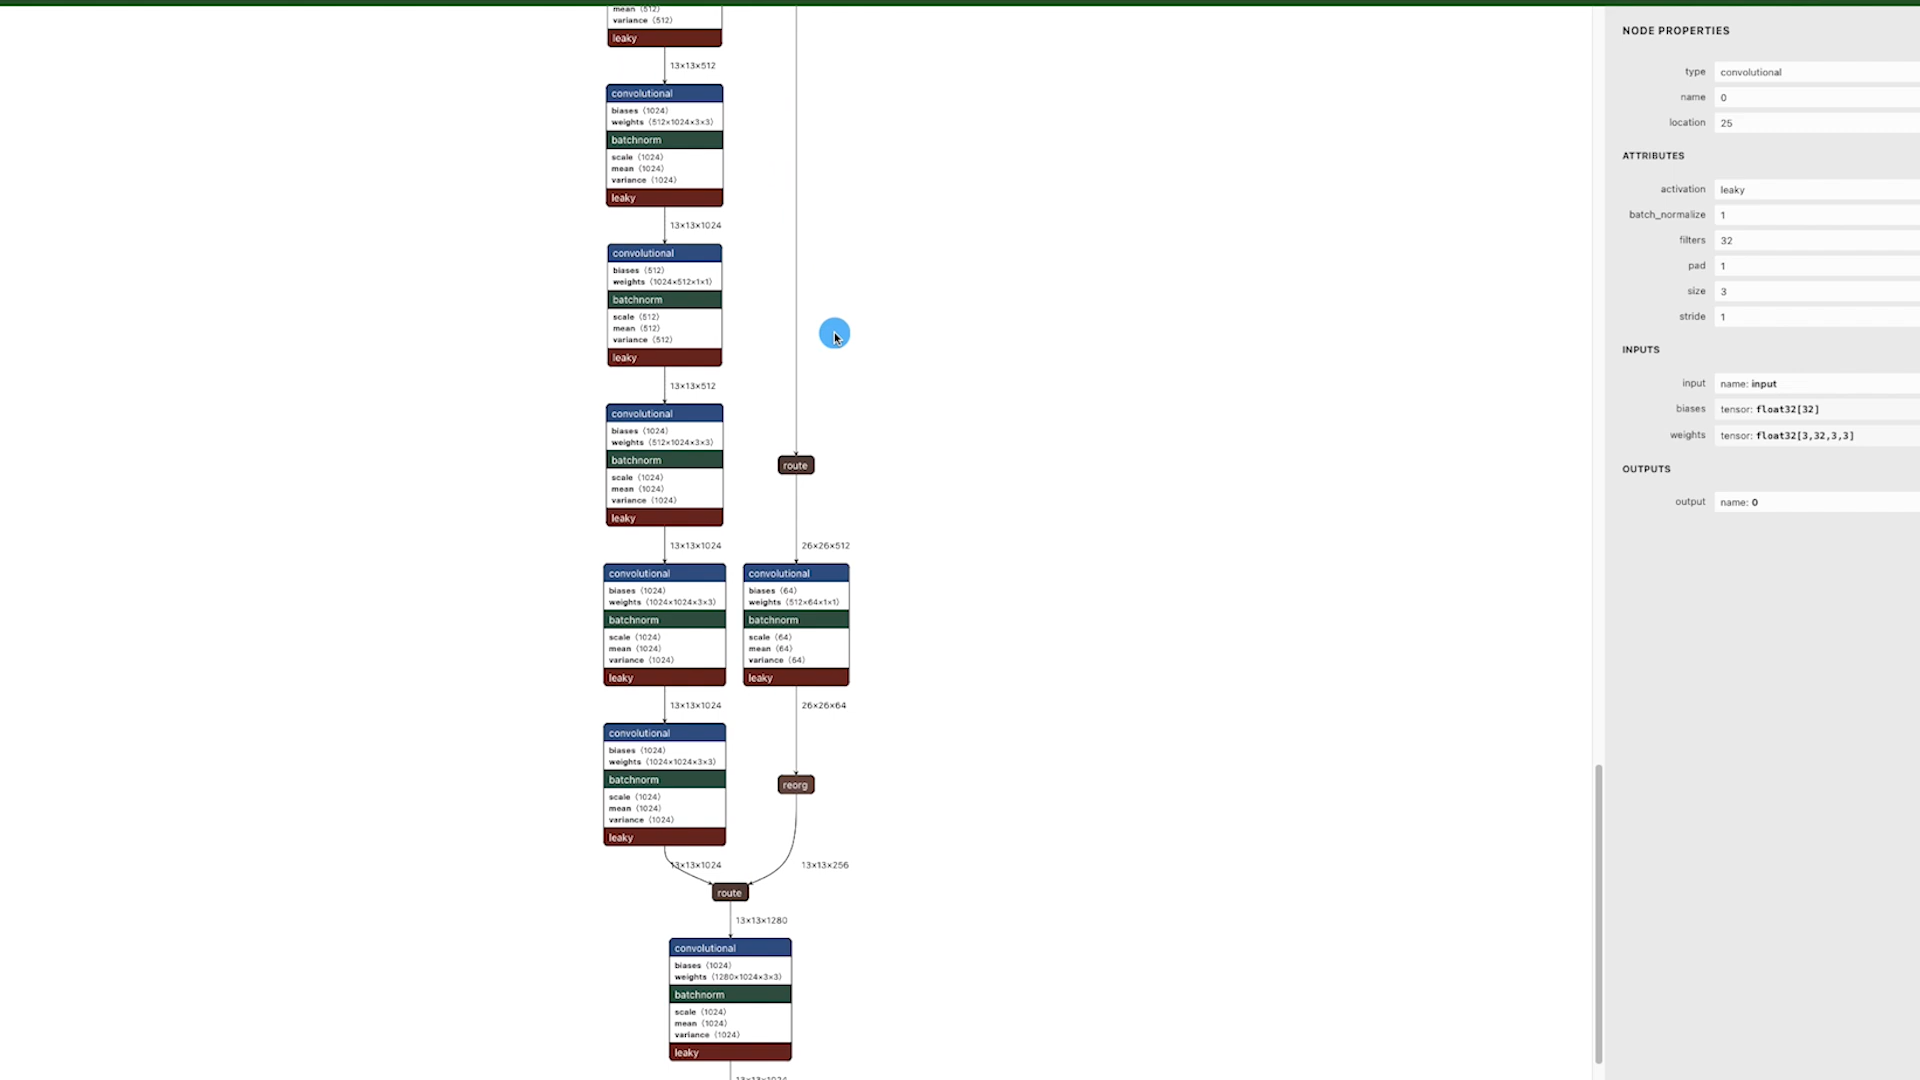 mean (512)
variance (512)
leaky
13×13×512
convolutional
biases (1024)
weights (512×1024×3×3)
batchnorm
scale (1024)
mean (1024)
variance (1024)
leaky
13×13×1024
convolutional
biases (512)
weights (1024×512×1×1)
batchnorm
scale (512)
mean (512)
variance (512)
leaky
13×13×512
convolutional
biases (1024)
weights (512×1024×3×3)
batchnorm
scale (1024)
mean (1024)
variance (1024)
leaky
13×13×1024
convolutional
biases (1024)
weights (1024×1024×3×3)
batchnorm
scale (1024)
mean (1024)
variance (1024)
leaky
13×13×1024
convolutional
biases (1024)
weights (1024×1024×3×3)
batchnorm
scale (1024)
mean (1024)
variance (1024)
leaky
13×13×1024
route
26×26×512
convolutional
biases (64)
weights (512×64×1×1)
batchnorm
scale (64)
mean (64)
variance (64)
leaky
26×26×64
reorg
13×13×256
route
13×13×1280
convolutional
biases (1024)
weights (1280×1024×3×3)
batchnorm
scale (1024)
mean (1024)
variance (1024)
leaky
13×13×1024
NODE PROPERTIES
type convolutional
name 0
location 25
ATTRIBUTES
activation leaky
batch_normalize 1
filters 32
pad 1
size 3
stride 1
INPUTS
input name: input
biases tensor: float32[32]
weights tensor: float32[3,32,3,3]
OUTPUTS
output name: 0